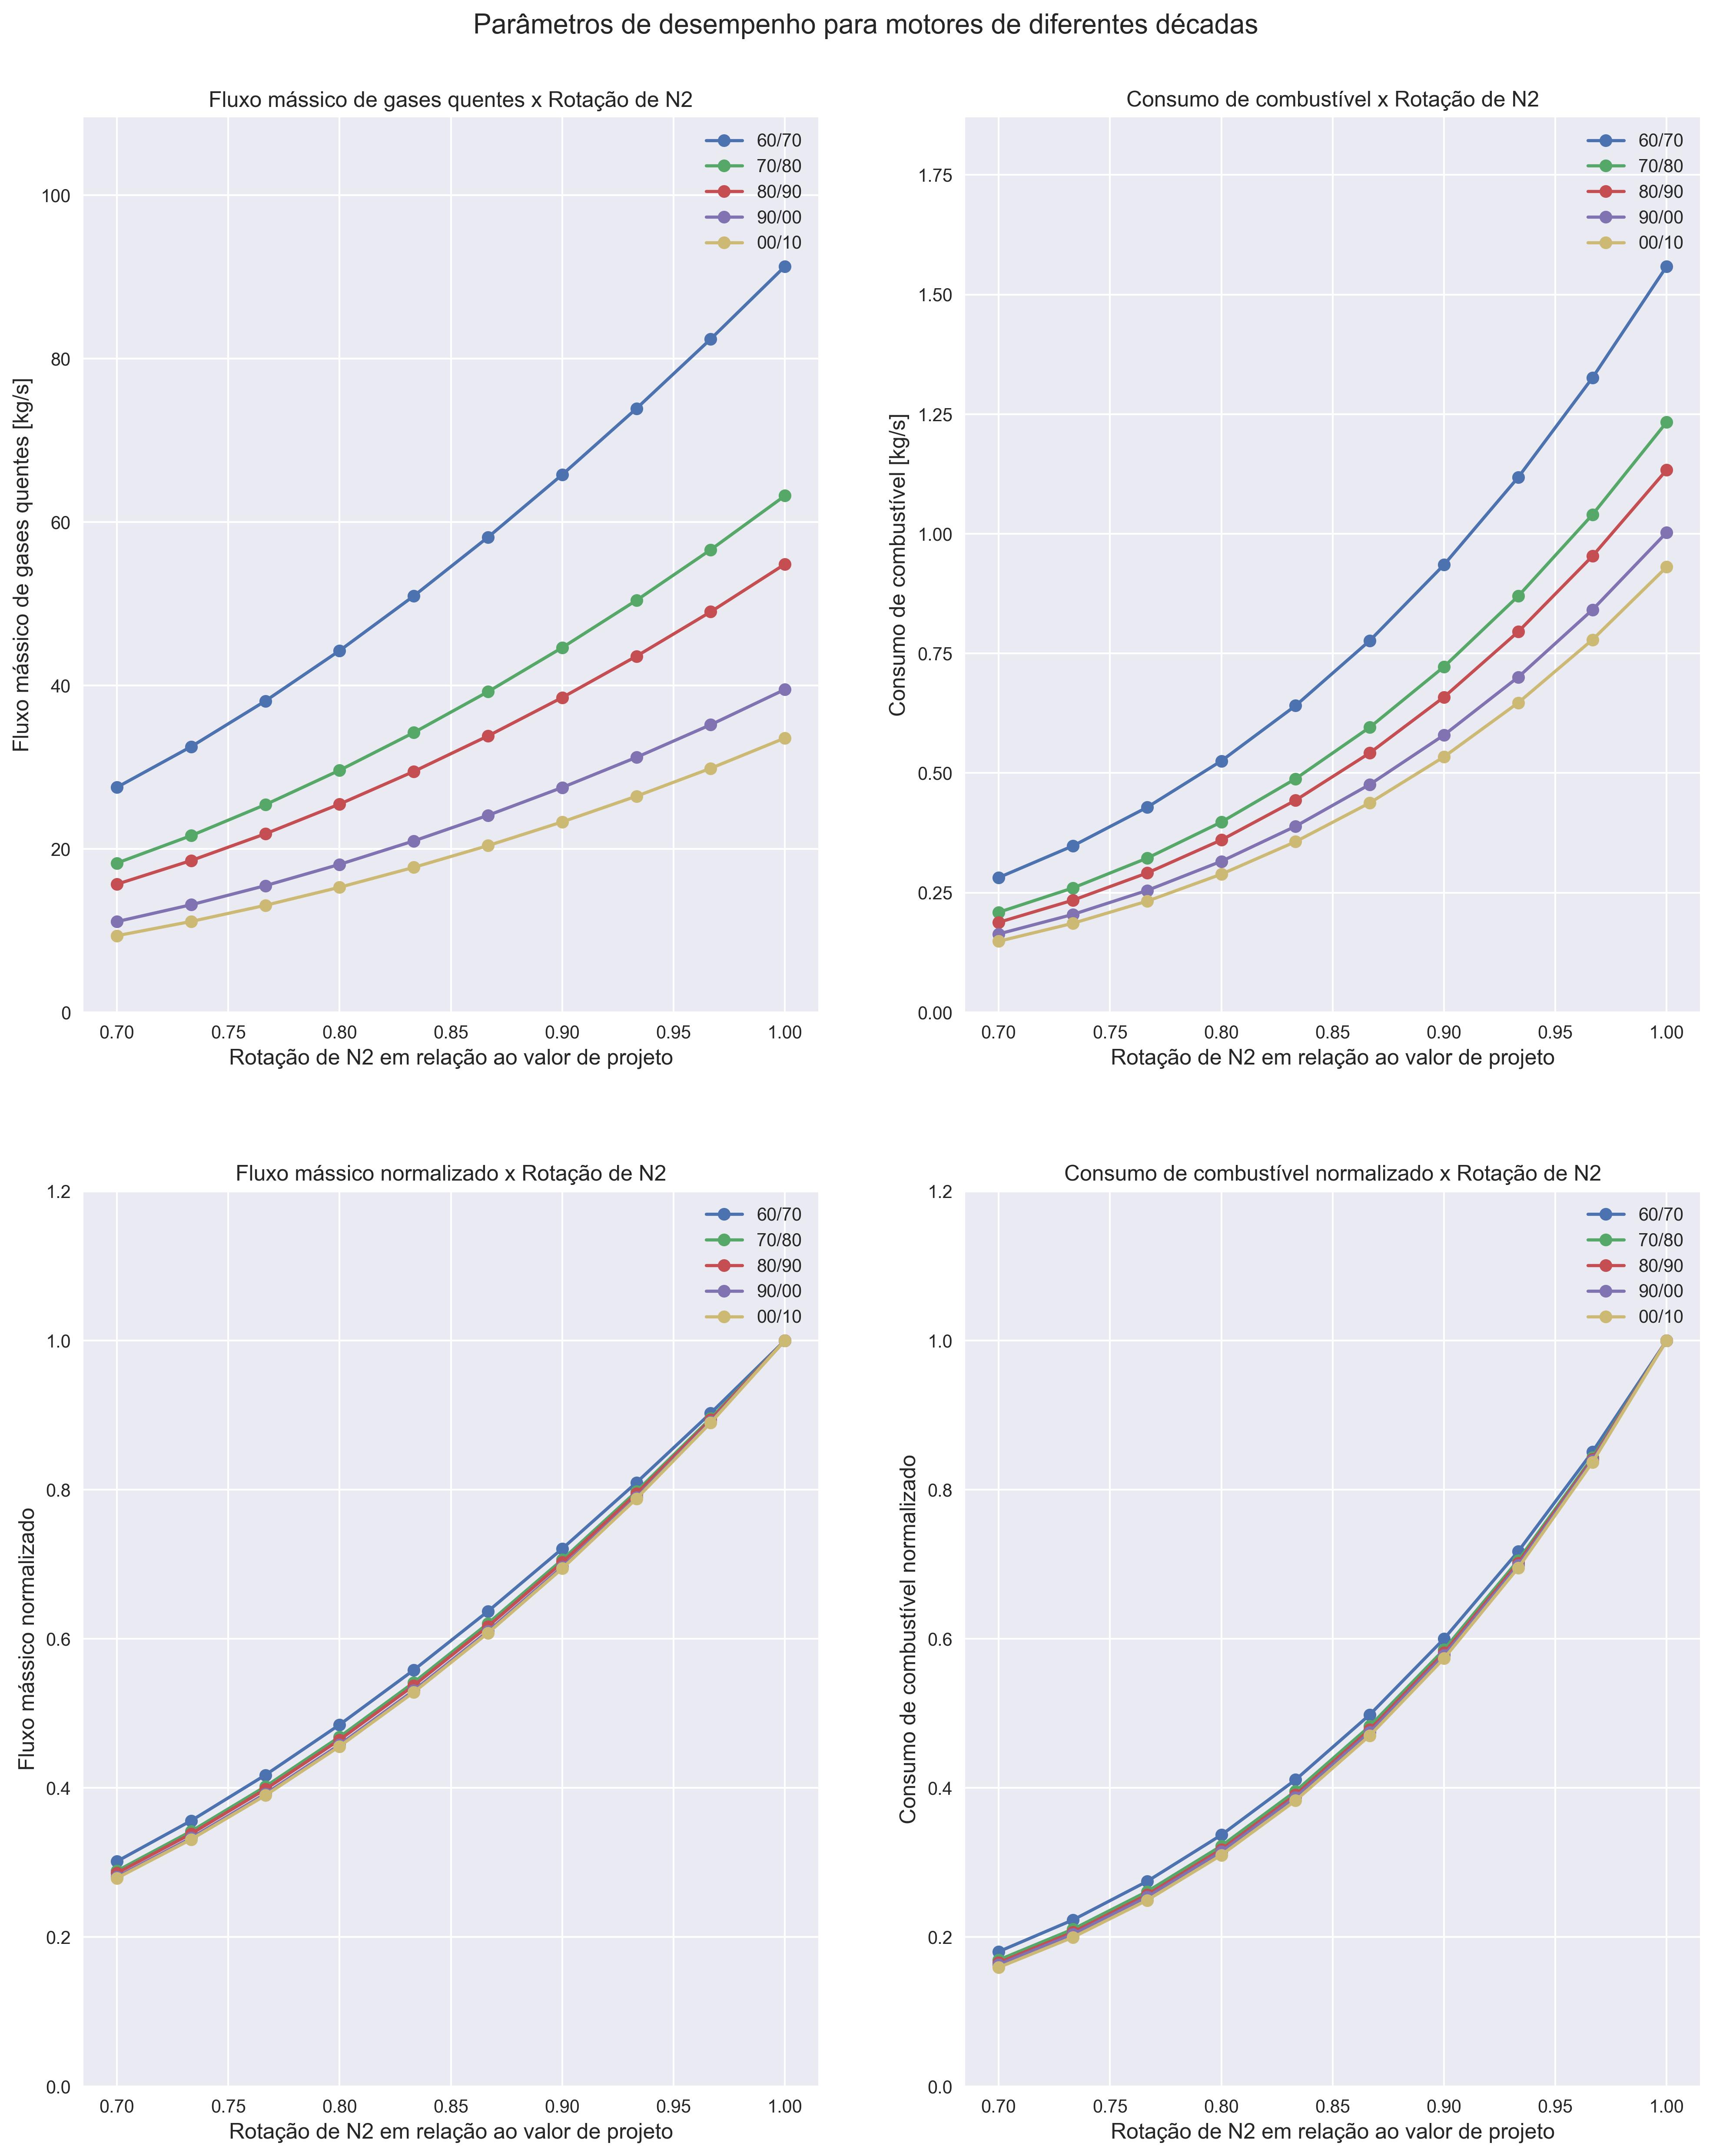 Parâmetros de desempenho para motores de diferentes décadas
Fluxo mássico de gases quentes x Rotação de N2
60/70
70/80
80/90
90/00
00/10
100
80
60
40
20
0
Fluxo mássico de gases quentes [kg/s]
0.70 0.75 0.80 0.85 0.90 0.95 1.00
Rotação de N2 em relação ao valor de projeto
Consumo de combustível x Rotação de N2
60/70
70/80
80/90
90/00
00/10
1.75
1.50
1.25
1.00
0.75
0.50
0.25
0.00
Consumo de combustível [kg/s]
0.70 0.75 0.80 0.85 0.90 0.95 1.00
Rotação de N2 em relação ao valor de projeto
Fluxo mássico normalizado x Rotação de N2
60/70
70/80
80/90
90/00
00/10
1.2
1.0
0.8
0.6
0.4
0.2
0.0
Fluxo mássico normalizado
0.70 0.75 0.80 0.85 0.90 0.95 1.00
Rotação de N2 em relação ao valor de projeto
Consumo de combustível normalizado x Rotação de N2
60/70
70/80
80/90
90/00
00/10
1.2
1.0
0.8
0.6
0.4
0.2
0.0
Consumo de combustível normalizado
0.70 0.75 0.80 0.85 0.90 0.95 1.00
Rotação de N2 em relação ao valor de projeto